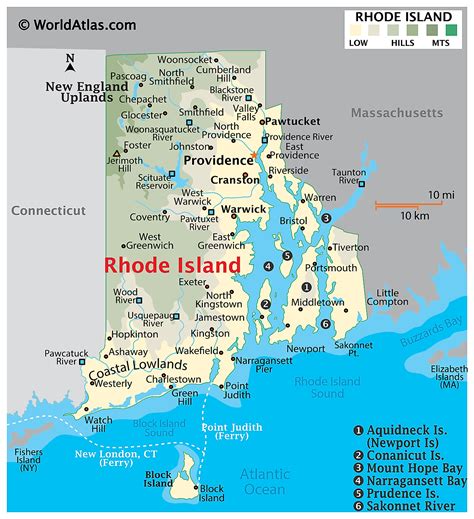 © WorldAtlas.com
RHODE ISLAND
LOW HILLS MTS
N
New England
Uplands
Woonsocket
Pascoag
North
Smithfield
Cumberland
Hill
Chepachet
Blackstone
River
Glocester
Smithfield
Valley
Falls
Massachusetts
Woonasquatucket
River
Pawtucket
North
Providence
Providence River
Foster
Johnston
East
Providence
Jerimoth
Hill
Providence
Scituate
Reservoir
Cranston
Riverside
Taunton
River
10 mi
10 km
West
Warwick
Warren
Connecticut
Coventry
Pawtuxet
River
Warwick
Bristol
3
West
Greenwich
East
Greenwich
Tiverton
Rhode Island
4
5
Portsmouth
Exeter
Wood
River
North
Kingstown
2
1
Middletown
Little
Compton
Usquepaug
River
Jamestown
6
Hopkinton
Kingston
Buzzards Bay
Ashaway
Wakefield
Newport
Sakonnet
Pt.
Pawcatuck
River
Coastal Lowlands
Narragansett
Pier
Elizabeth
Islands
(MA)
Westerly
Charlestown
Point
Judith
Rhode Island
Sound
Green
Hill
Watch
Hill
Block Island
Sound
Point Judith
(Ferry)
Fishers
Island
(NY)
New London, CT
(Ferry)
Block
Island
Block
Island
Atlantic
Ocean
1 Aquidneck Is.
(Newport Is)
2 Conanicut Is.
3 Mount Hope Bay
4 Narragansett Bay
5 Prudence Is.
6 Sakonnet River